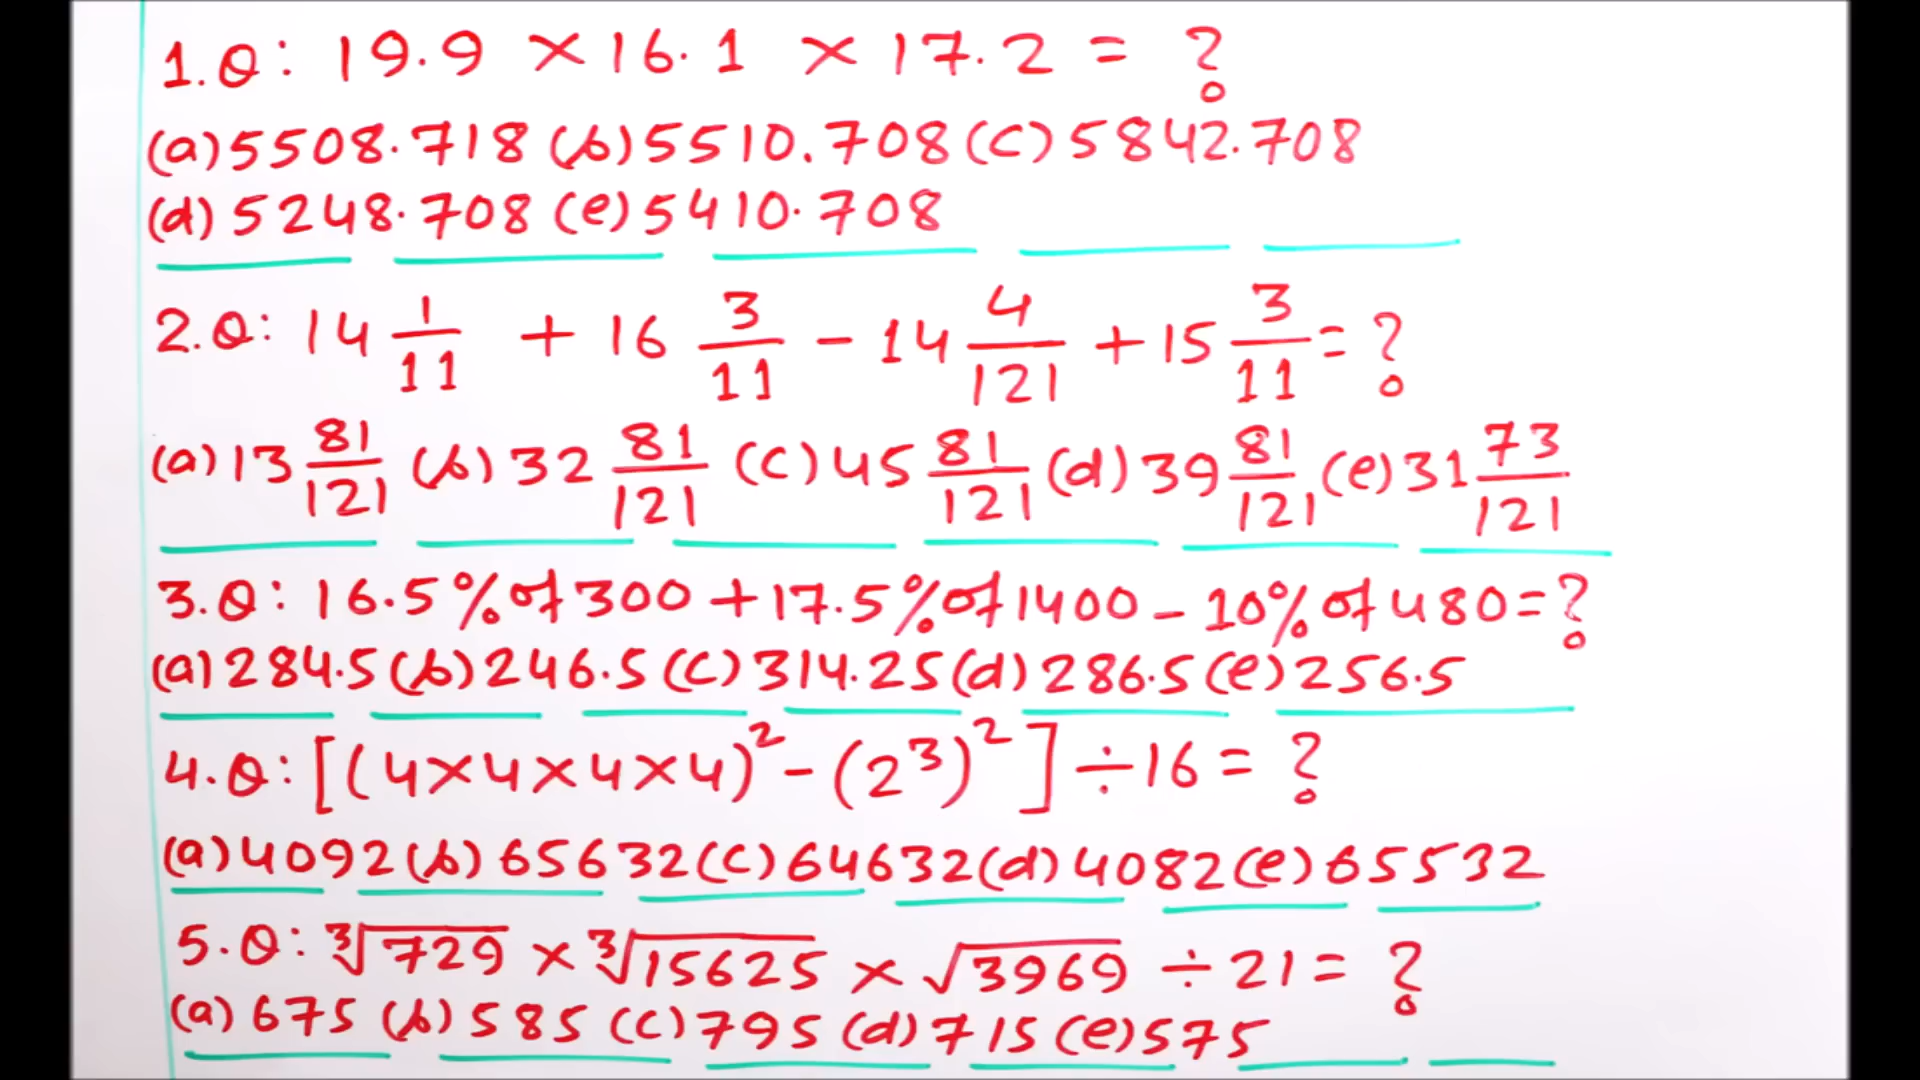 1.Q: 19.9 × 16.1 × 17.2 = ?
(a) 5508.718 (b) 5510.708 (c) 5842.708
(d) 5248.708 (e) 5410.708
2.Q: 14 1/11 + 16 3/11 - 14 4/121 + 15 3/11 = ?
(a) 13 81/121 (b) 32 81/121 (c) 45 81/121 (d) 39 81/121 (e) 31 73/121
3.Q: 16.5% of 300 + 17.5% of 1400 - 10% of 480 = ?
(a) 284.5 (b) 246.5 (c) 314.25 (d) 286.5 (e) 256.5
4.Q: [(4×4×4×4)² - (2³)²] ÷ 16 = ?
(a) 4092 (b) 65632 (c) 64632 (d) 4082 (e) 65532
5.Q: ∛729 × ∛15625 × √3969 ÷ 21 = ?
(a) 675 (b) 585 (c) 795 (d) 715 (e) 575